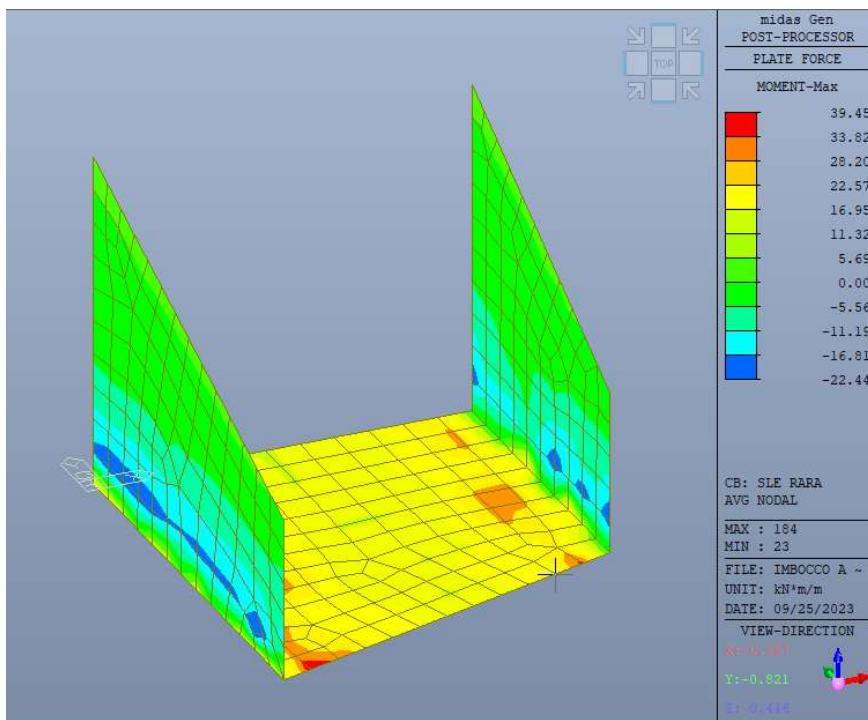 midas Gen
POST-PROCESSOR
PLATE FORCE
MOMENT-Max
39.45
33.82
28.20
22.57
16.95
11.32
5.69
0.00
-5.56
-11.19
-16.81
-22.44
TOP
CB: SLE RARA
AVG NODAL
MAX : 184
MIN : 23
FILE: IMBOCCO A ~
UNIT: kN*m/m
DATE: 09/25/2023
VIEW-DIRECTION
Y:-0.821